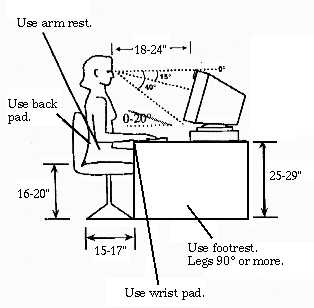 Use arm rest.
18-24"
0°
15°
40°
Use back
pad.
0-20°
16-20"
25-29"
15-17"
Use footrest.
Legs 90° or more.
Use wrist pad.